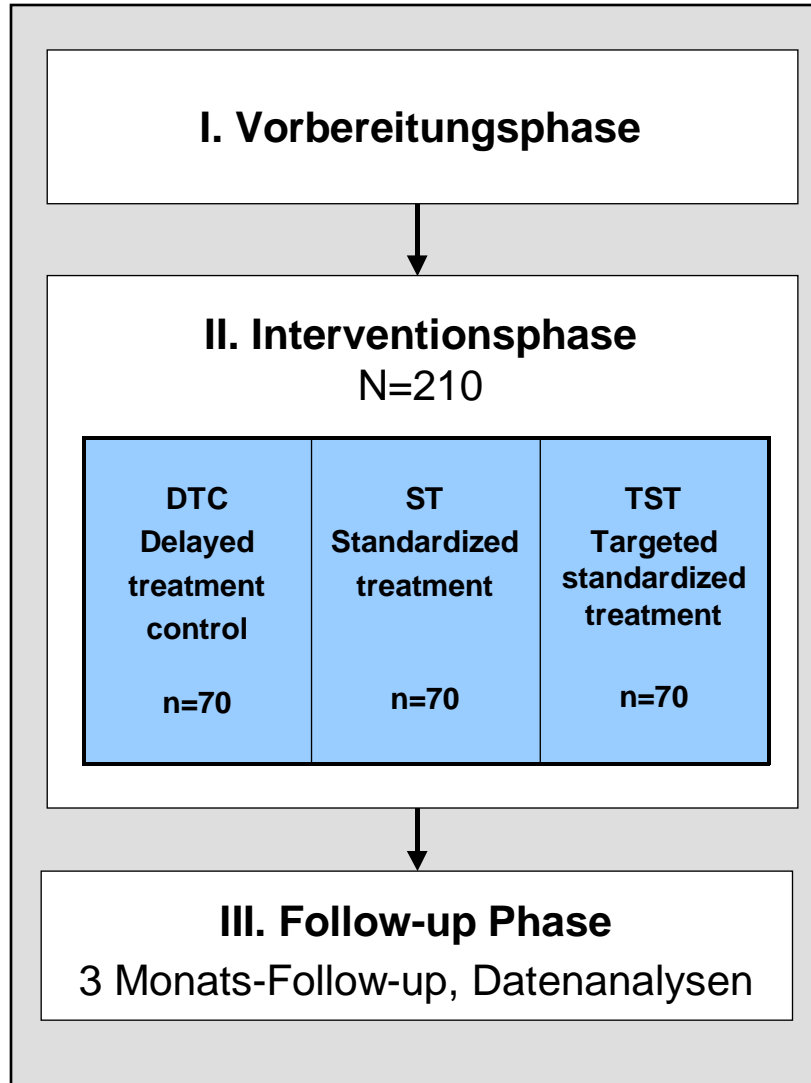 I. Vorbereitungsphase
II. Interventionsphase
N=210
DTC
Delayed
treatment
control
n=70
ST
Standardized
treatment
n=70
TST
Targeted
standardized
treatment
n=70
III. Follow-up Phase
3 Monats-Follow-up, Datenanalysen